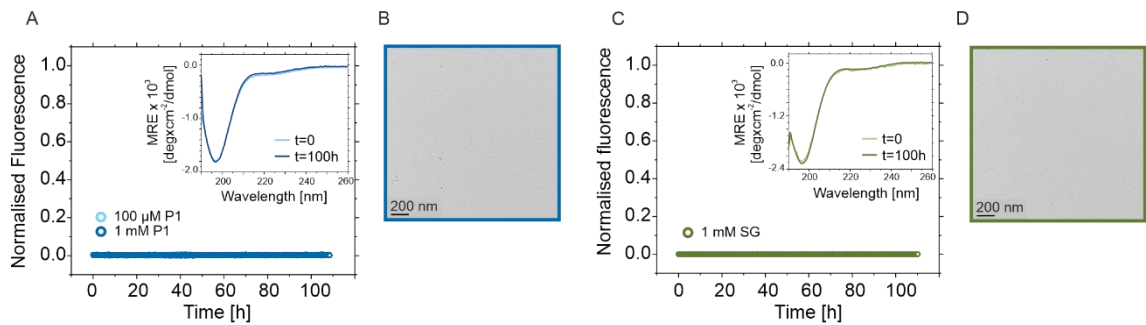 A
Normalised Fluorescence
1.0
0.8
0.6
0.4
0.2
0.0
0 20 40 60 80 100
Time [h]
100 µM P1
1 mM P1
MRE x 10³
[degxcm⁻²/dmol]
0.0
-1.0
-2.0
200 220 240 260
Wavelength [nm]
t=0
t=100h
B
200 nm
C
Normalised fluorescence
1.0
0.8
0.6
0.4
0.2
0.0
0 20 40 60 80 100
Time [h]
1 mM SG
MRE x 10³
[degxcm⁻²/dmol]
0.0
-1.2
-2.4
200 220 240 260
Wavelength [nm]
t=0
t=100h
D
200 nm